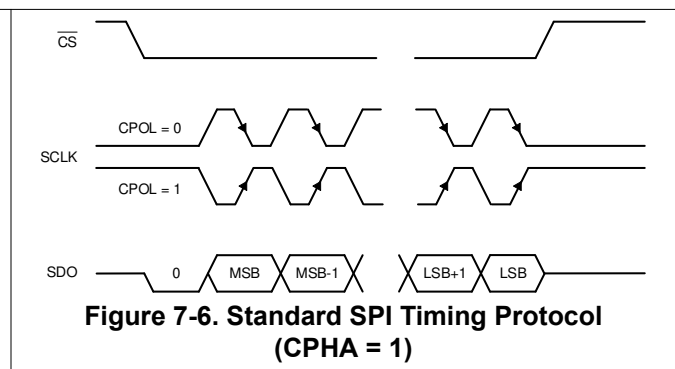 CS
CPOL = 0
SCLK
CPOL = 1
SDO 0 MSB MSB-1 LSB+1 LSB
Figure 7-6. Standard SPI Timing Protocol
(CPHA = 1)